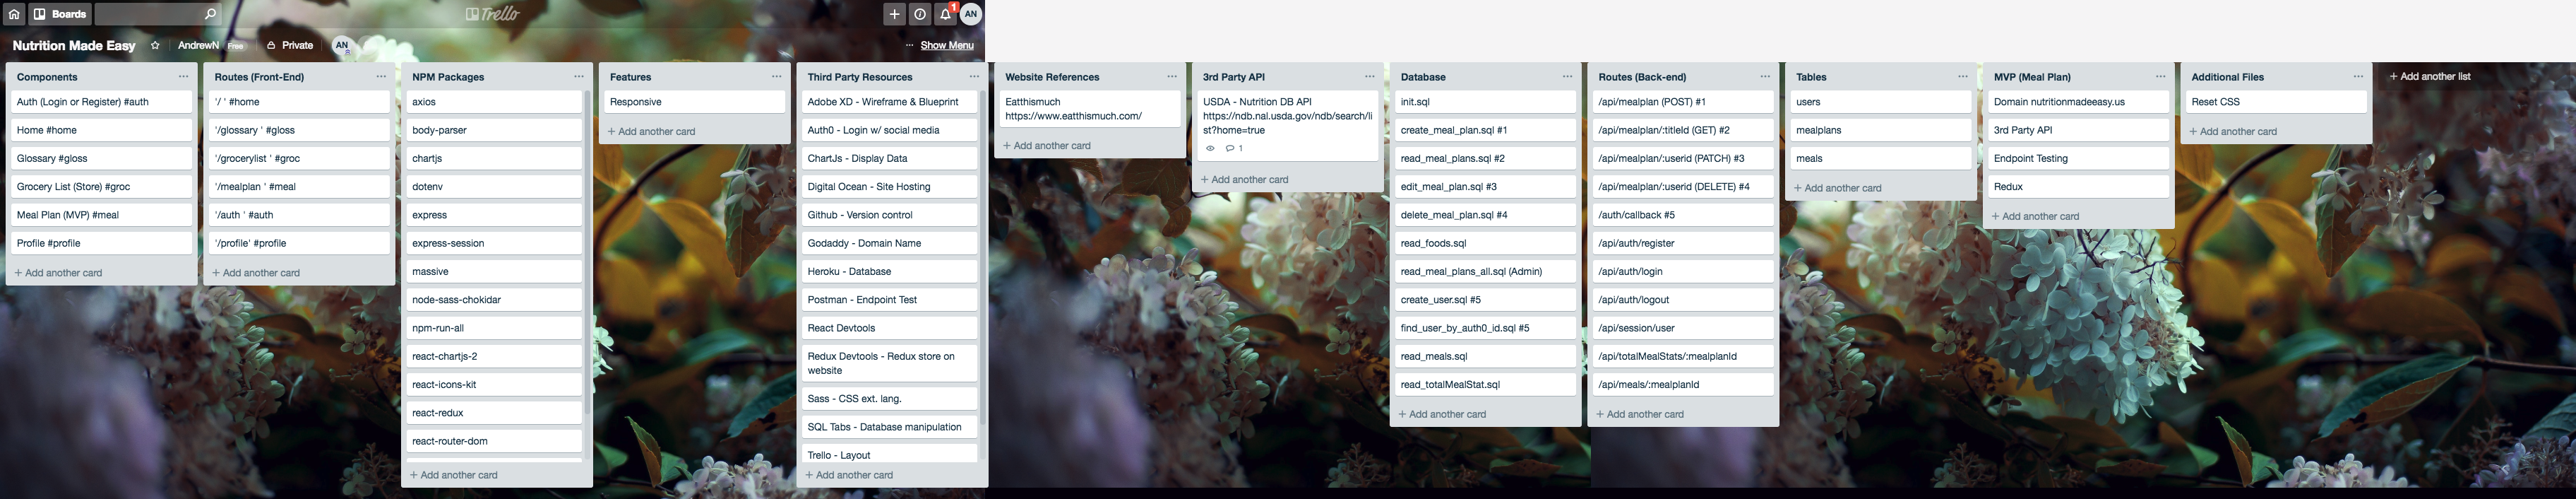 Boards
Trello
1
AN
Nutrition Made Easy
AndrewN
Free
Private
AN
... Show Menu
Components
Auth (Login or Register) #auth
Home #home
Glossary #gloss
Grocery List (Store) #groc
Meal Plan (MVP) #meal
Profile #profile
+ Add another card
Routes (Front-End)
'/ ' #home
'/glossary ' #gloss
'/grocerylist ' #groc
'/mealplan ' #meal
'/auth ' #auth
'/profile' #profile
+ Add another card
NPM Packages
axios
body-parser
chartjs
dotenv
express
express-session
massive
node-sass-chokidar
npm-run-all
react-chartjs-2
react-icons-kit
react-redux
react-router-dom
+ Add another card
Features
Responsive
+ Add another card
Third Party Resources
Adobe XD - Wireframe & Blueprint
Auth0 - Login w/ social media
ChartJs - Display Data
Digital Ocean - Site Hosting
Github - Version control
Godaddy - Domain Name
Heroku - Database
Postman - Endpoint Test
React Devtools
Redux Devtools - Redux store on
website
Sass - CSS ext. lang.
SQL Tabs - Database manipulation
Trello - Layout
+ Add another card
Website References
Eatthismuch
https://www.eatthismuch.com/
+ Add another card
3rd Party API
USDA - Nutrition DB API
https://ndb.nal.usda.gov/ndb/search/li
st?home=true
1
+ Add another card
Database
init.sql
create_meal_plan.sql #1
read_meal_plans.sql #2
edit_meal_plan.sql #3
delete_meal_plan.sql #4
read_foods.sql
read_meal_plans_all.sql (Admin)
create_user.sql #5
find_user_by_auth0_id.sql #5
read_meals.sql
read_totalMealStat.sql
+ Add another card
Routes (Back-end)
/api/mealplan (POST) #1
/api/mealplan/:titleId (GET) #2
/api/mealplan/:userid (PATCH) #3
/api/mealplan/:userid (DELETE) #4
/auth/callback #5
/api/auth/register
/api/auth/login
/api/auth/logout
/api/session/user
/api/totalMealStats/:mealplanId
/api/meals/:mealplanId
+ Add another card
Tables
users
mealplans
meals
+ Add another card
MVP (Meal Plan)
Domain nutritionmadeeasy.us
3rd Party API
Endpoint Testing
Redux
+ Add another card
Additional Files
Reset CSS
+ Add another card
+ Add another list